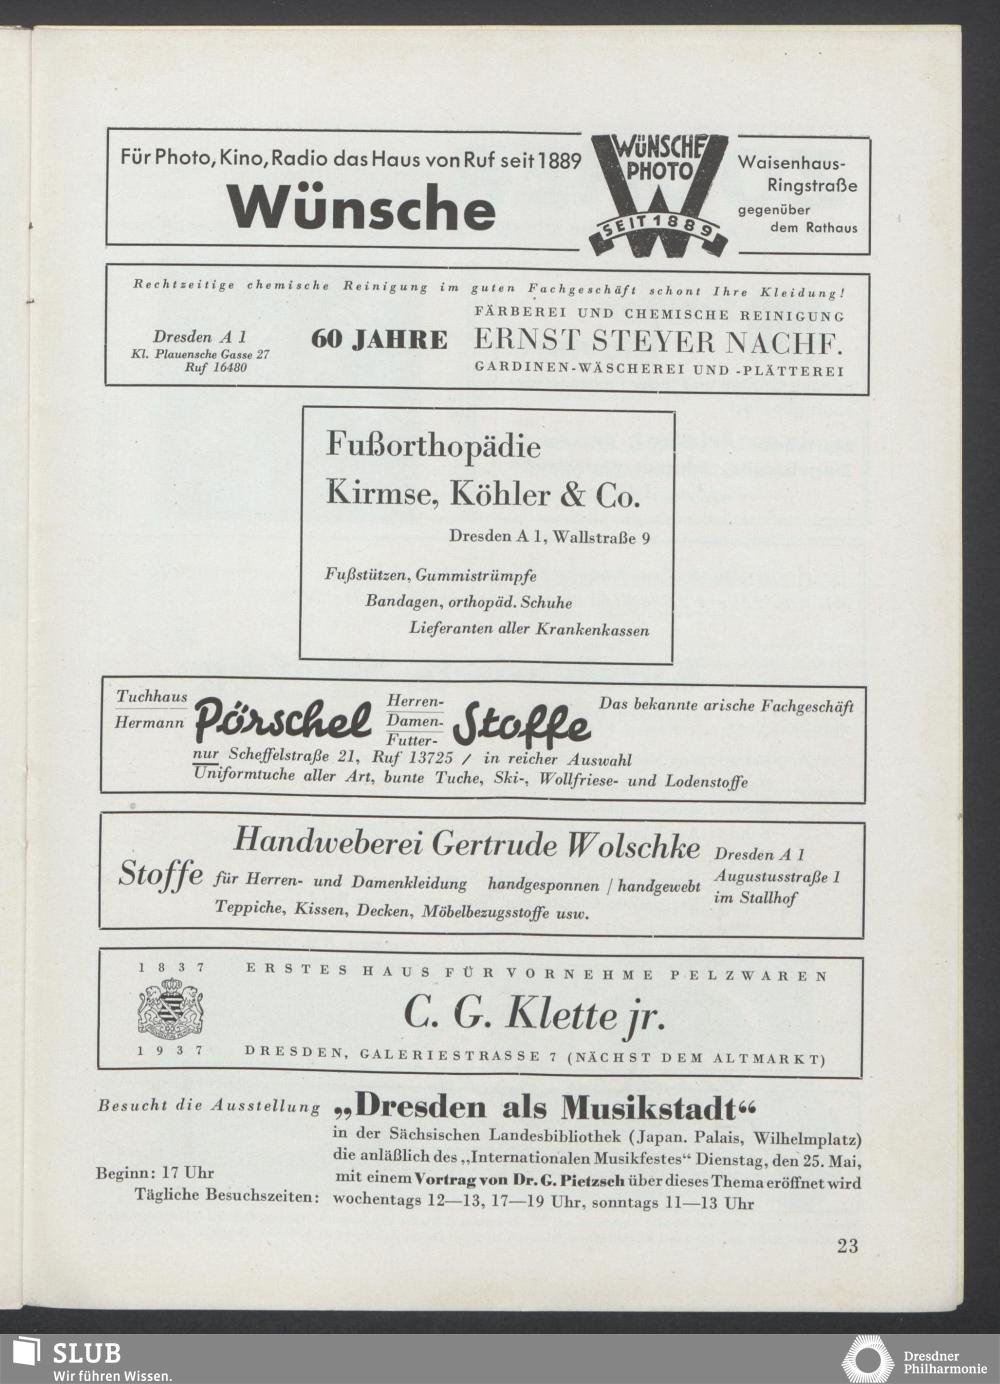 Für Photo, Kino, Radio das Haus von Ruf seit 1889
Wünsche
WÜNSCHE
PHOTO
SEIT 1889
Waisenhaus-
Ringstraße
gegenüber
dem Rathaus
Rechtzeitige chemische Reinigung im guten Fachgeschäft schont Ihre Kleidung!
Dresden A 1
Kl. Plauensche Gasse 27
Ruf 16480
60 JAHRE
FÄRBEREI UND CHEMISCHE REINIGUNG
ERNST STEYER NACHF.
GARDINEN-WÄSCHEREI UND -PLÄTTEREI
Fußorthopädie
Kirmse, Köhler & Co.
Dresden A 1, Wallstraße 9
Fußstützen, Gummistrümpfe
Bandagen, orthopäd. Schuhe
Lieferanten aller Krankenkassen
Tuchhaus
Hermann
Pörschel
Herren-
Damen-
Futter-
Stoffe
Das bekannte arische Fachgeschäft
nur Scheffelstraße 21, Ruf 13725 / in reicher Auswahl
Uniformtuche aller Art, bunte Tuche, Ski-, Wollfriese- und Lodenstoffe
Handweberei Gertrude Wolschke
Stoffe für Herren- und Damenkleidung handgesponnen / handgewebt
Teppiche, Kissen, Decken, Möbelbezugsstoffe usw.
Dresden A 1
Augustusstraße 1
im Stallhof
1837
1937
ERSTES HAUS FÜR VORNEHME PELZWAREN
C. G. Klette jr.
DRESDEN, GALERIESTRASSE 7 (NÄCHST DEM ALTMARKT)
Besucht die Ausstellung „Dresden als Musikstadt“
in der Sächsischen Landesbibliothek (Japan. Palais, Wilhelmplatz)
die anläßlich des „Internationalen Musikfestes“ Dienstag, den 25. Mai,
Beginn: 17 Uhr mit einem Vortrag von Dr. G. Pietzsch über dieses Thema eröffnet wird
Tägliche Besuchszeiten: wochentags 12—13, 17—19 Uhr, sonntags 11—13 Uhr
23
SLUB
Wir führen Wissen.
Dresdner
Philharmonie